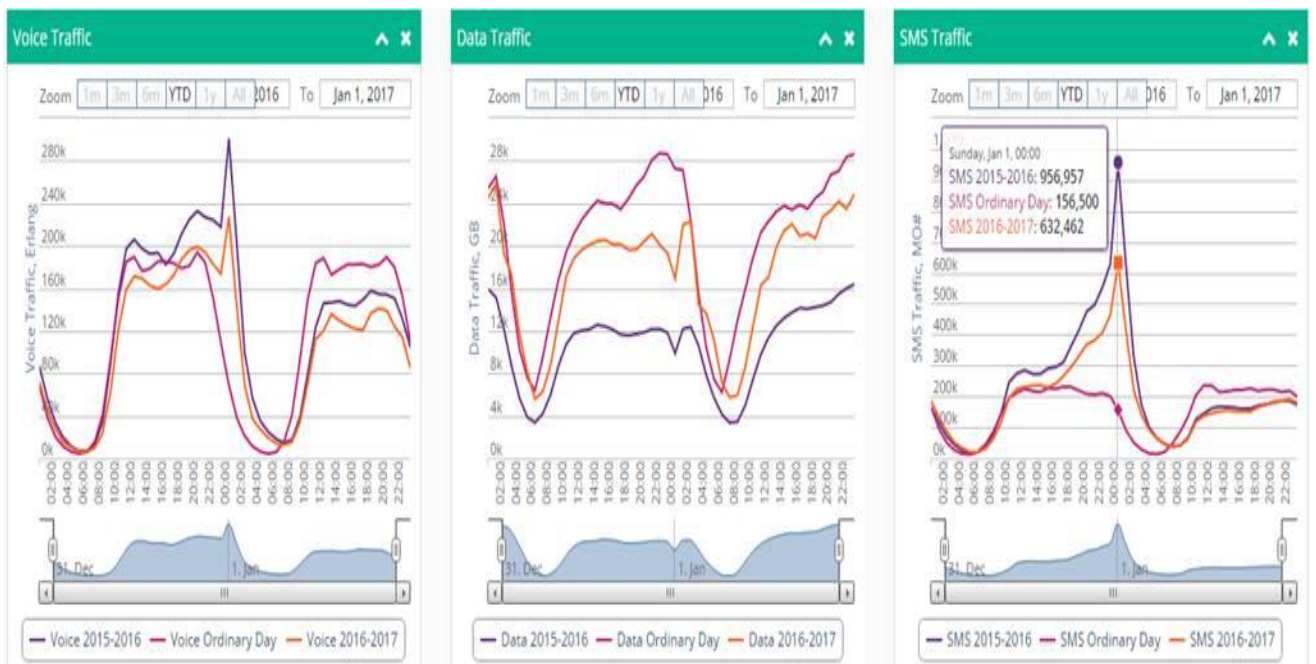 Voice Traffic
Zoom 1m 3m 6m YTD 1y All 2016 To Jan 1, 2017
Voice Traffic, Erlang
280k
240k
200k
160k
120k
80k
40k
0k
02:00 04:00 06:00 08:00 10:00 12:00 14:00 16:00 18:00 20:00 22:00 00:00 02:00 04:00 06:00 08:00 10:00 12:00 14:00 16:00 18:00 20:00 22:00
31. Dec 1. Jan
Voice 2015-2016 Voice Ordinary Day Voice 2016-2017
Data Traffic
Zoom 1m 3m 6m YTD 1y All 016 To Jan 1, 2017
Data Traffic, GB
28k
20k
16k
12k
8k
4k
0k
02:00 04:00 06:00 08:00 10:00 12:00 14:00 16:00 18:00 20:00 22:00 00:00 02:00 04:00 06:00 08:00 10:00 12:00 14:00 16:00 18:00 20:00 22:00
31. Dec 1. Jan
Data 2015-2016 Data Ordinary Day Data 2016-2017
SMS Traffic
Zoom 1m 3m 6m YTD 1y All 016 To Jan 1, 2017
SMS Traffic, MO#
Sunday, Jan 1, 00:00
SMS 2015-2016: 956,957
SMS Ordinary Day: 156,500
SMS 2016-2017: 632,462
600k
500k
400k
300k
200k
100k
0k
02:00 04:00 06:00 08:00 10:00 12:00 14:00 16:00 18:00 20:00 22:00 00:00 02:00 04:00 06:00 08:00 10:00 12:00 14:00 16:00 18:00 20:00 22:00
31. Dec 1. Jan
SMS 2015-2016 SMS Ordinary Day SMS 2016-2017